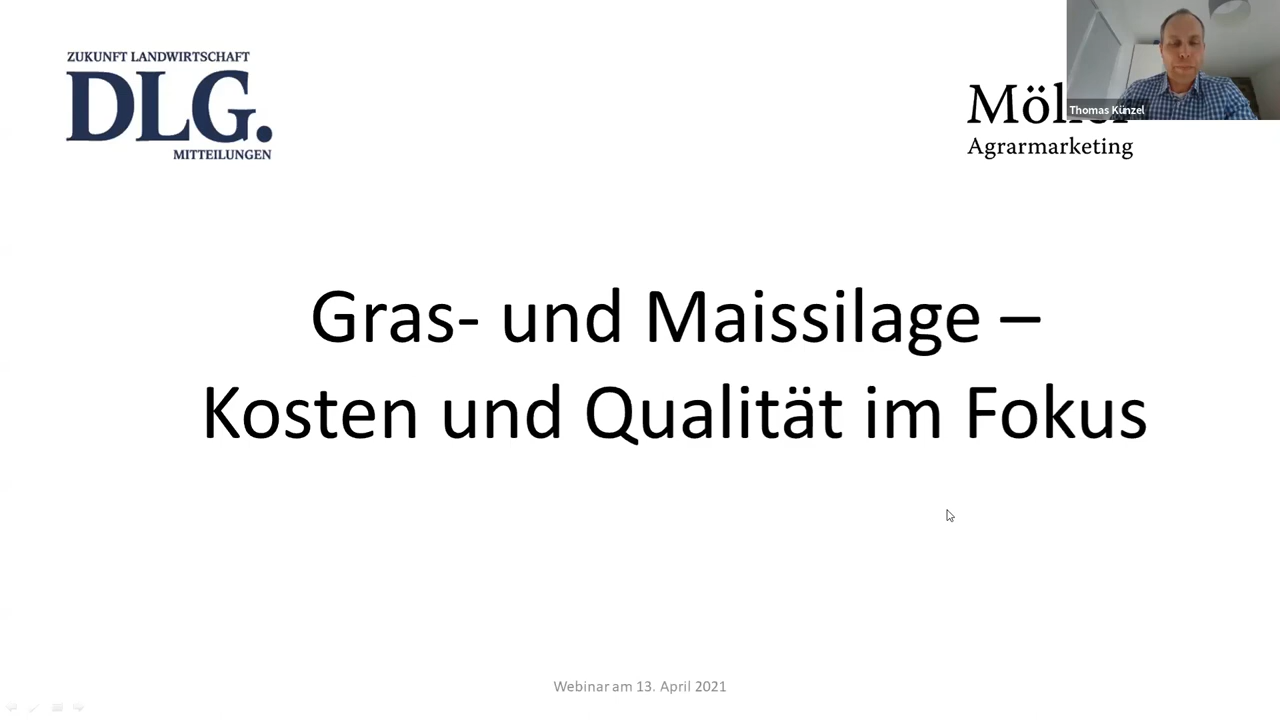 ZUKUNFT LANDWIRTSCHAFT
DLG.
MITTEILUNGEN
Thomas Künzel
Agrarmarketing
Gras- und Maissilage –
Kosten und Qualität im Fokus
Webinar am 13. April 2021